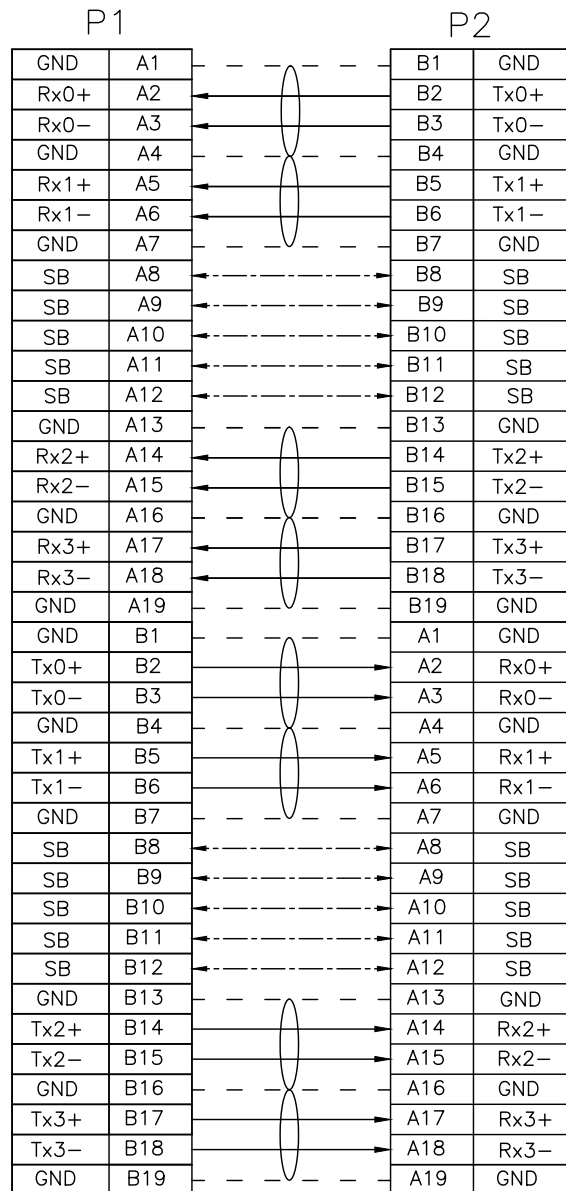 P1 P2
GND A1 B1 GND
Rx0+ A2 B2 Tx0+
Rx0- A3 B3 Tx0-
GND A4 B4 GND
Rx1+ A5 B5 Tx1+
Rx1- A6 B6 Tx1-
GND A7 B7 GND
SB A8 B8 SB
SB A9 B9 SB
SB A10 B10 SB
SB A11 B11 SB
SB A12 B12 SB
GND A13 B13 GND
Rx2+ A14 B14 Tx2+
Rx2- A15 B15 Tx2-
GND A16 B16 GND
Rx3+ A17 B17 Tx3+
Rx3- A18 B18 Tx3-
GND A19 B19 GND
GND B1 A1 GND
Tx0+ B2 A2 Rx0+
Tx0- B3 A3 Rx0-
GND B4 A4 GND
Tx1+ B5 A5 Rx1+
Tx1- B6 A6 Rx1-
GND B7 A7 GND
SB B8 A8 SB
SB B9 A9 SB
SB B10 A10 SB
SB B11 A11 SB
SB B12 A12 SB
GND B13 A13 GND
Tx2+ B14 A14 Rx2+
Tx2- B15 A15 Rx2-
GND B16 A16 GND
Tx3+ B17 A17 Rx3+
Tx3- B18 A18 Rx3-
GND B19 A19 GND